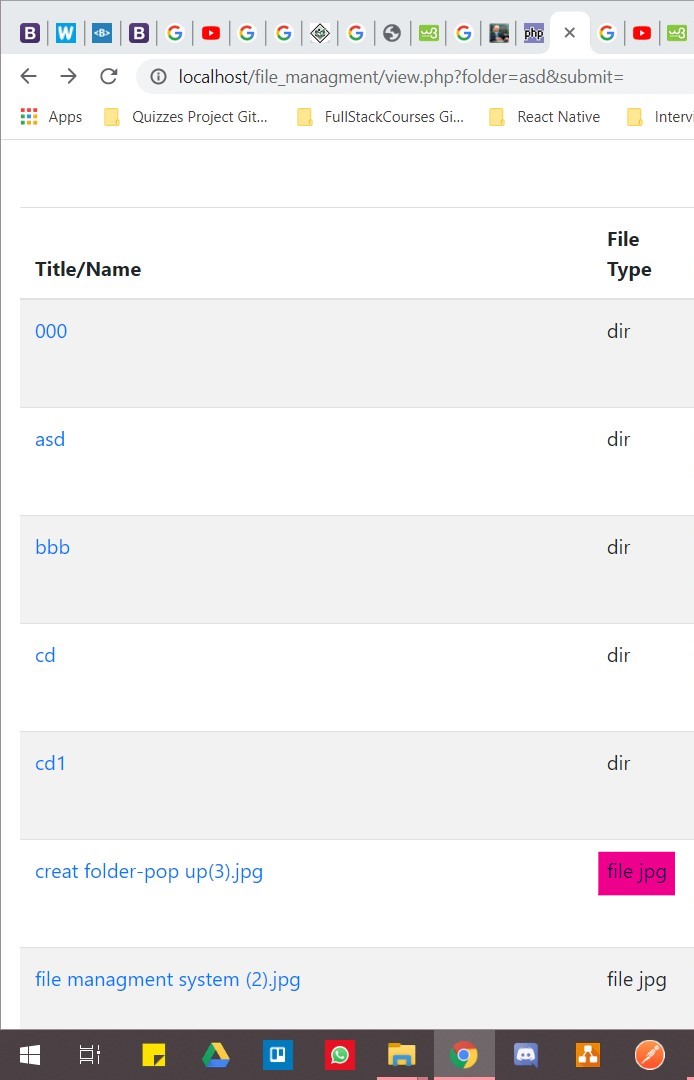 localhost/file_managment/view.php?folder=asd&submit=
Apps Quizzes Project Git... FullStackCourses Gi... React Native Intervi
File
Title/Name Type
000 dir
asd dir
bbb dir
cd dir
cd1 dir
creat folder-pop up(3).jpg file jpg
file managment system (2).jpg file jpg